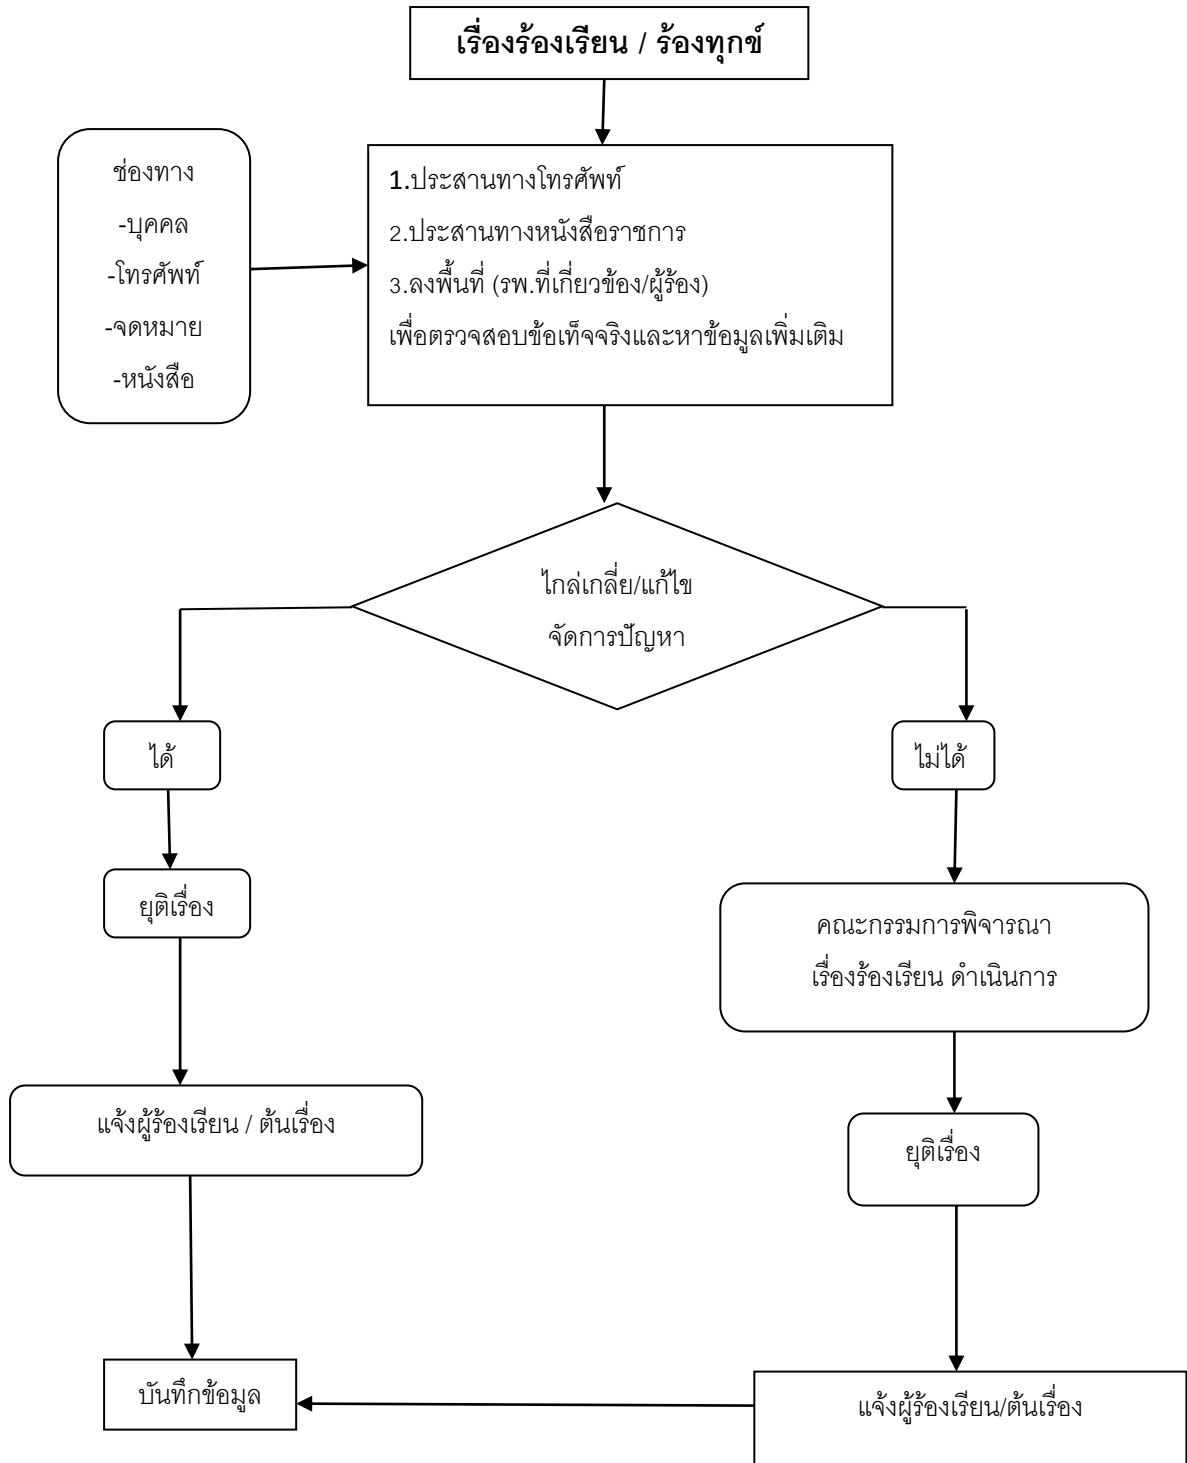 เรื่องร้องเรียน / ร้องทุกข์
ช่องทาง
-บุคคล
-โทรศัพท์
-จดหมาย
-หนังสือ
1.ประสานทางโทรศัพท์
2.ประสานทางหนังสือราชการ
3.ลงพื้นที่ (รพ.ที่เกี่ยวข้อง/ผู้ร้อง)
เพื่อตรวจสอบข้อเท็จจริงและหาข้อมูลเพิ่มเติม
ไกล่เกลี่ย/แก้ไข
จัดการปัญหา
ได้
ไม่ได้
ยุติเรื่อง
คณะกรรมการพิจารณา
เรื่องร้องเรียน ดำเนินการ
แจ้งผู้ร้องเรียน / ต้นเรื่อง
ยุติเรื่อง
บันทึกข้อมูล
แจ้งผู้ร้องเรียน/ต้นเรื่อง